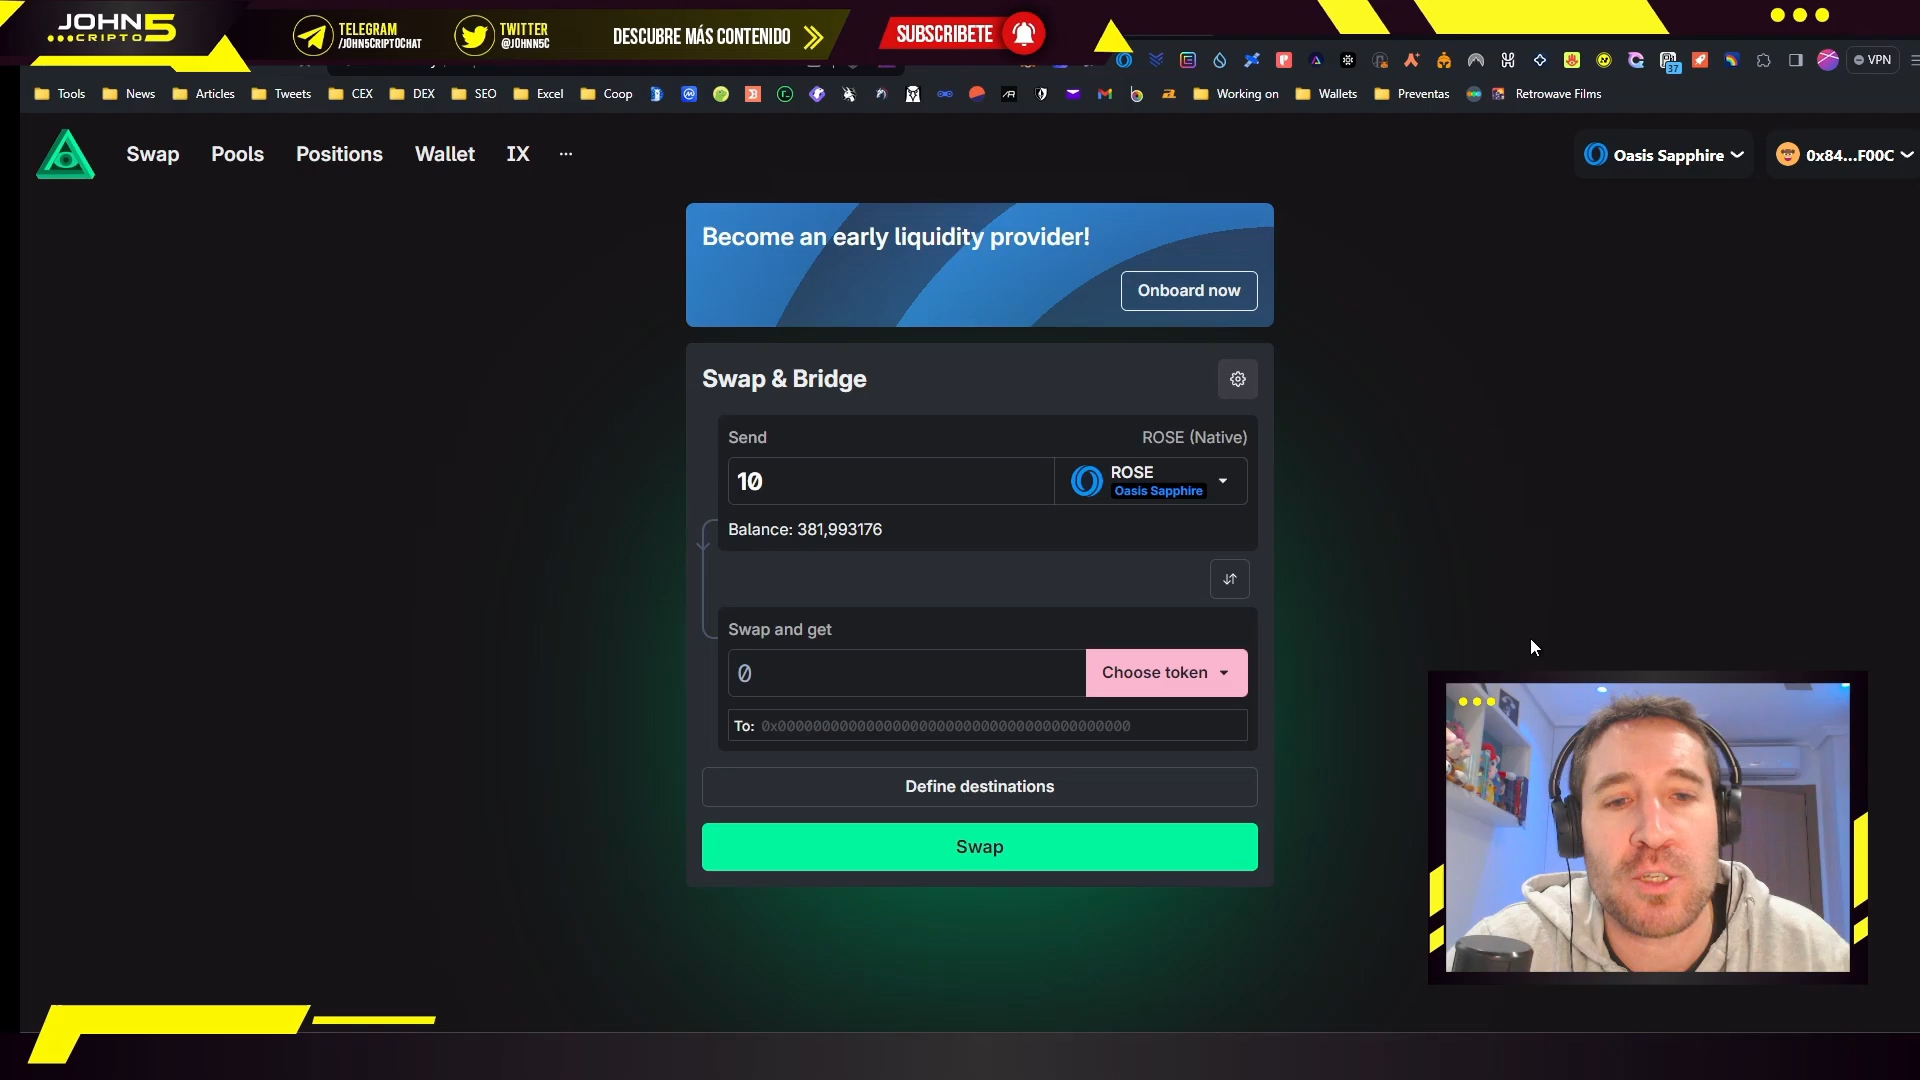 JOHN5
CRIPTO
TELEGRAM
/JOHN5CRIPTOCHAT
TWITTER
@J0HNN5C
DESCUBRE MÁS CONTENIDO
SUBSCRIBETE
37
VPN
Tools
News
Articles
Tweets
CEX
DEX
SEO
Excel
Coop
Working on
Wallets
Preventas
Retrowave Films
Swap
Pools
Positions
Wallet
IX
...
Oasis Sapphire
0x84...F00C
Become an early liquidity provider!
Onboard now
Swap & Bridge
Send
ROSE (Native)
10
ROSE
Oasis Sapphire
Balance: 381,993176
Swap and get
0
Choose token
To: 0x0000000000000000000000000000000000000000
Define destinations
Swap